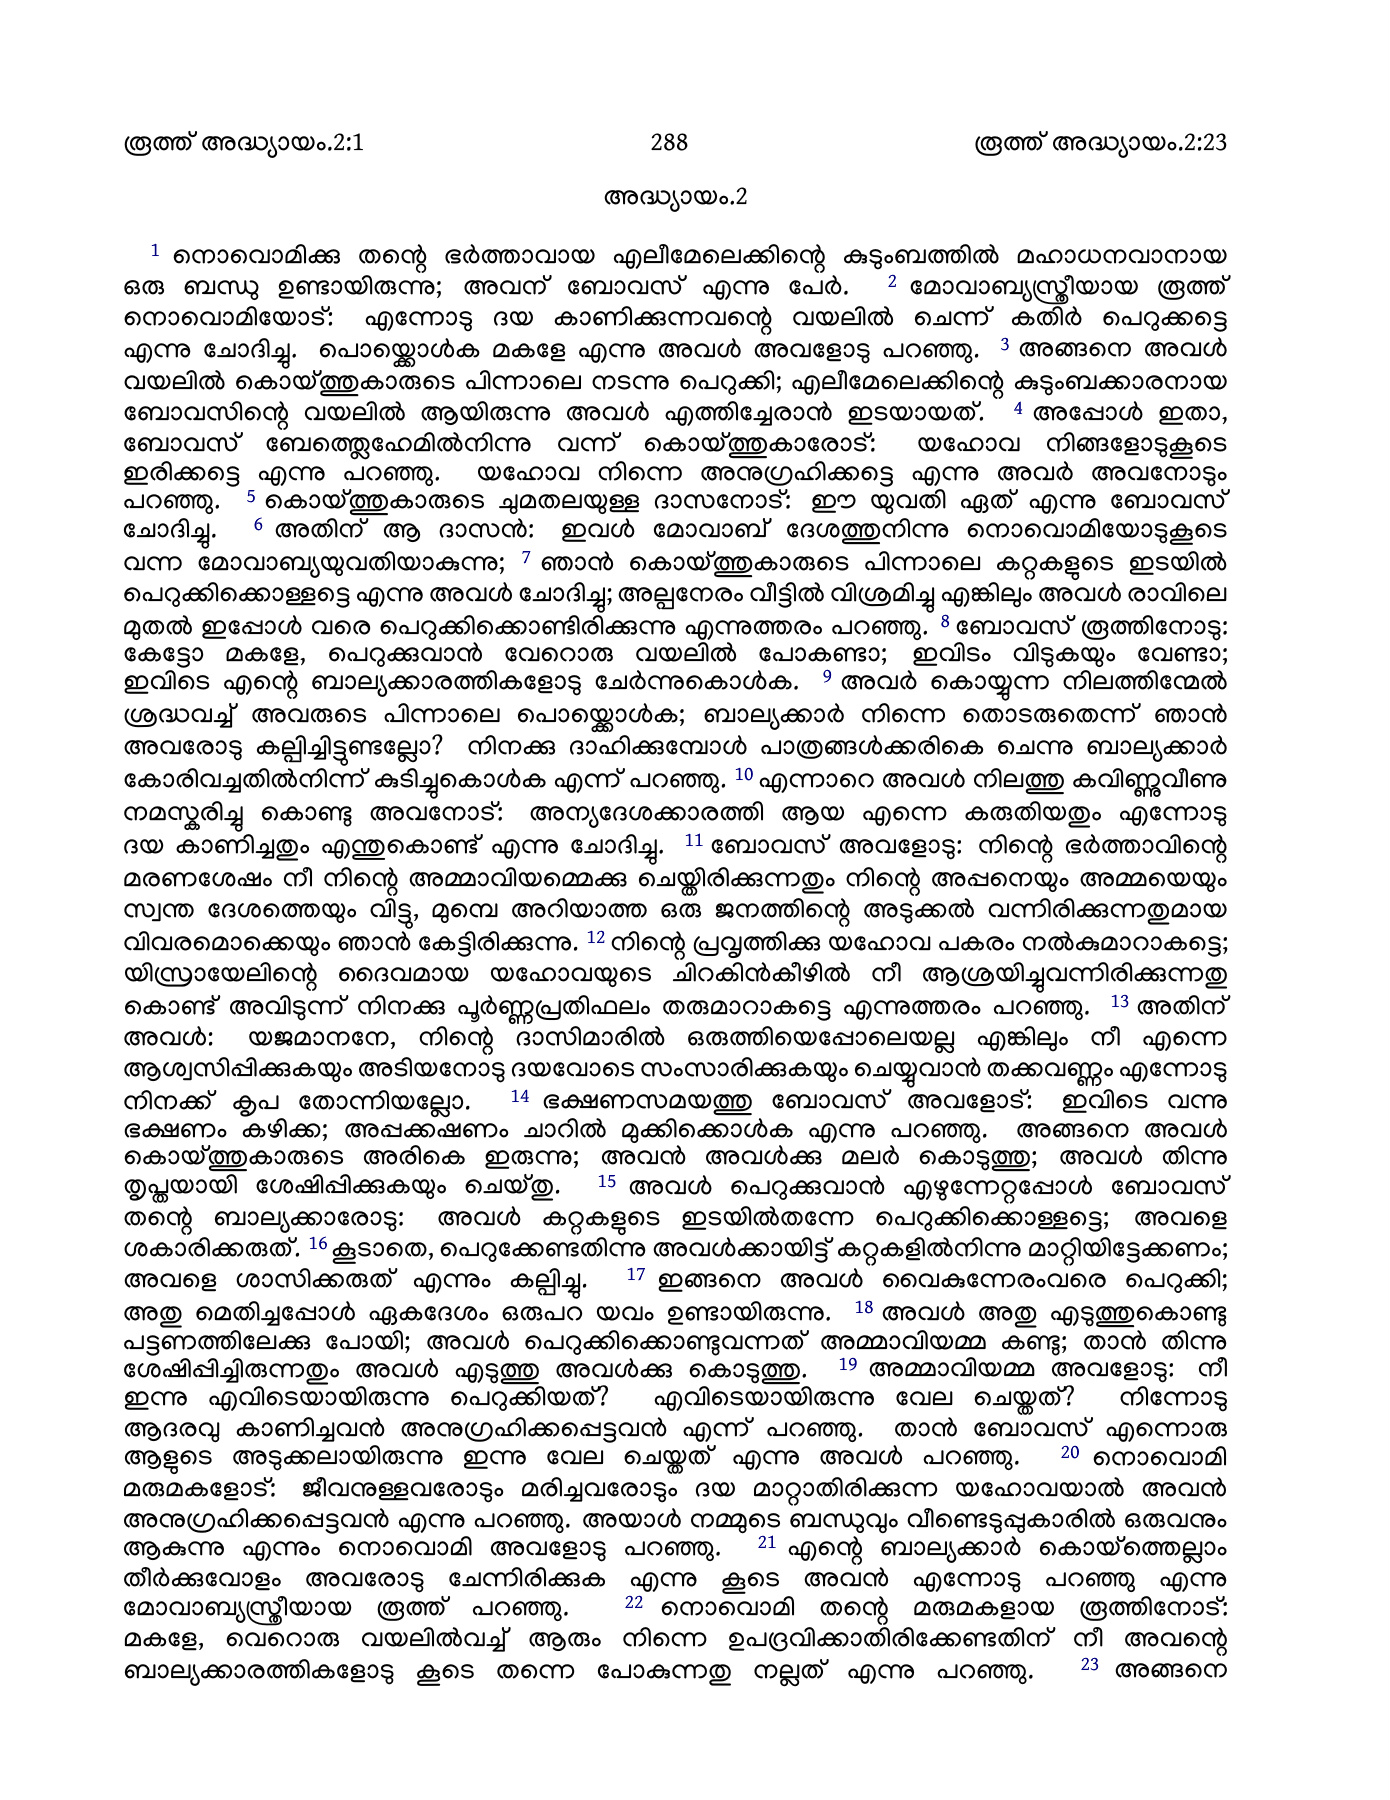 രൂത്ത് അദ്ധ്യായം.2:1 288 രൂത്ത് അദ്ധ്യായം.2:23
അദ്ധ്യായം.2
1 നൊവൊമിക്കു തന്റെ ഭർത്താവായ എലീമേലെക്കിന്റെ കുടുംബത്തിൽ മഹാധനവാനായ
ഒരു ബന്ധു ഉണ്ടായിരുന്നു; അവന് ബോവസ് എന്നു പേർ. 2 മോവാബ്യസ്ത്രീയായ രൂത്ത്
നൊവൊമിയോട്: എന്നോടു ദയ കാണിക്കുന്നവന്റെ വയലിൽ ചെന്ന് കതിർ പെറുക്കട്ടെ
എന്നു ചോദിച്ചു. പൊയ്ക്കൊൾക മകളേ എന്നു അവൾ അവളോടു പറഞ്ഞു. 3 അങ്ങനെ അവൾ
വയലിൽ കൊയ്ത്തുകാരുടെ പിന്നാലെ നടന്നു പെറുക്കി; എലീമേലെക്കിന്റെ കുടുംബക്കാരനായ
ബോവസിന്റെ വയലിൽ ആയിരുന്നു അവൾ എത്തിച്ചേരാൻ ഇടയായത്. 4 അപ്പോൾ ഇതാ,
ബോവസ് ബേത്ത്ലെഹേമിൽനിന്നു വന്ന് കൊയ്ത്തുകാരോട്: യഹോവ നിങ്ങളോടുകൂടെ
ഇരിക്കട്ടെ എന്നു പറഞ്ഞു. യഹോവ നിന്നെ അനുഗ്രഹിക്കട്ടെ എന്നു അവർ അവനോടും
പറഞ്ഞു. 5 കൊയ്ത്തുകാരുടെ ചുമതലയുള്ള ദാസനോട്: ഈ യുവതി ഏത് എന്നു ബോവസ്
ചോദിച്ചു. 6 അതിന് ആ ദാസൻ: ഇവൾ മോവാബ് ദേശത്തുനിന്നു നൊവൊമിയോടുകൂടെ
വന്ന മോവാബ്യയുവതിയാകുന്നു; 7 ഞാൻ കൊയ്ത്തുകാരുടെ പിന്നാലെ കറ്റകളുടെ ഇടയിൽ
പെറുക്കിക്കൊള്ളട്ടെ എന്നു അവൾ ചോദിച്ചു; അല്പനേരം വീട്ടിൽ വിശ്രമിച്ചു എങ്കിലും അവൾ രാവിലെ
മുതൽ ഇപ്പോൾ വരെ പെറുക്കിക്കൊണ്ടിരിക്കുന്നു എന്നുത്തരം പറഞ്ഞു. 8 ബോവസ് രൂത്തിനോടു:
കേട്ടോ മകളേ, പെറുക്കുവാൻ വേറൊരു വയലിൽ പോകണ്ടാ; ഇവിടം വിടുകയും വേണ്ടാ;
ഇവിടെ എന്റെ ബാല്യക്കാരത്തികളോടു ചേർന്നുകൊൾക. 9 അവർ കൊയ്യുന്ന നിലത്തിന്മേൽ
ശ്രദ്ധവച്ച് അവരുടെ പിന്നാലെ പൊയ്ക്കൊൾക; ബാല്യക്കാർ നിന്നെ തൊടരുതെന്ന് ഞാൻ
അവരോടു കല്പിച്ചിട്ടുണ്ടല്ലോ? നിനക്കു ദാഹിക്കുമ്പോൾ പാത്രങ്ങൾക്കരികെ ചെന്നു ബാല്യക്കാർ
കോരിവച്ചതിൽനിന്ന് കുടിച്ചുകൊൾക എന്ന് പറഞ്ഞു. 10 എന്നാറെ അവൾ നിലത്തു കവിണ്ണുവീണു
നമസ്കരിച്ചു കൊണ്ടു അവനോട്: അന്യദേശക്കാരത്തി ആയ എന്നെ കരുതിയതും എന്നോടു
ദയ കാണിച്ചതും എന്തുകൊണ്ട് എന്നു ചോദിച്ചു. 11 ബോവസ് അവളോടു: നിന്റെ ഭർത്താവിന്റെ
മരണശേഷം നീ നിന്റെ അമ്മാവിയമ്മെക്കു ചെയ്തിരിക്കുന്നതും നിന്റെ അപ്പനെയും അമ്മയെയും
സ്വന്ത ദേശത്തെയും വിട്ടു, മുമ്പെ അറിയാത്ത ഒരു ജനത്തിന്റെ അടുക്കൽ വന്നിരിക്കുന്നതുമായ
വിവരമൊക്കെയും ഞാൻ കേട്ടിരിക്കുന്നു. 12 നിന്റെ പ്രവൃത്തിക്കു യഹോവ പകരം നൽകുമാറാകട്ടെ;
യിസ്രായേലിന്റെ ദൈവമായ യഹോവയുടെ ചിറകിൻകീഴിൽ നീ ആശ്രയിച്ചുവന്നിരിക്കുന്നതു
കൊണ്ട് അവിടുന്ന് നിനക്കു പൂർണ്ണപ്രതിഫലം തരുമാറാകട്ടെ എന്നുത്തരം പറഞ്ഞു. 13 അതിന്
അവൾ: യജമാനനേ, നിന്റെ ദാസിമാരിൽ ഒരുത്തിയെപ്പോലെയല്ല എങ്കിലും നീ എന്നെ
ആശ്വസിപ്പിക്കുകയും അടിയനോടു ദയവോടെ സംസാരിക്കുകയും ചെയ്യുവാൻ തക്കവണ്ണം എന്നോടു
നിനക്ക് കൃപ തോന്നിയല്ലോ. 14 ഭക്ഷണസമയത്തു ബോവസ് അവളോട്: ഇവിടെ വന്നു
ഭക്ഷണം കഴിക്ക; അപ്പക്കഷണം ചാറിൽ മുക്കിക്കൊൾക എന്നു പറഞ്ഞു. അങ്ങനെ അവൾ
കൊയ്ത്തുകാരുടെ അരികെ ഇരുന്നു; അവൻ അവൾക്കു മലർ കൊടുത്തു; അവൾ തിന്നു
തൃപ്തയായി ശേഷിപ്പിക്കുകയും ചെയ്തു. 15 അവൾ പെറുക്കുവാൻ എഴുന്നേറ്റപ്പോൾ ബോവസ്
തന്റെ ബാല്യക്കാരോടു: അവൾ കറ്റകളുടെ ഇടയിൽതന്നേ പെറുക്കിക്കൊള്ളട്ടെ; അവളെ
ശകാരിക്കരുത്. 16 കൂടാതെ, പെറുക്കേണ്ടതിന്നു അവൾക്കായിട്ട് കറ്റകളിൽനിന്നു മാറ്റിയിട്ടേക്കണം;
അവളെ ശാസിക്കരുത് എന്നും കല്പിച്ചു. 17 ഇങ്ങനെ അവൾ വൈകുന്നേരംവരെ പെറുക്കി;
അതു മെതിച്ചപ്പോൾ ഏകദേശം ഒരുപറ യവം ഉണ്ടായിരുന്നു. 18 അവൾ അതു എടുത്തുകൊണ്ടു
പട്ടണത്തിലേക്കു പോയി; അവൾ പെറുക്കിക്കൊണ്ടുവന്നത് അമ്മാവിയമ്മ കണ്ടു; താൻ തിന്നു
ശേഷിപ്പിച്ചിരുന്നതും അവൾ എടുത്തു അവൾക്കു കൊടുത്തു. 19 അമ്മാവിയമ്മ അവളോടു: നീ
ഇന്നു എവിടെയായിരുന്നു പെറുക്കിയത്? എവിടെയായിരുന്നു വേല ചെയ്തത്? നിന്നോടു
ആദരവു കാണിച്ചവൻ അനുഗ്രഹിക്കപ്പെട്ടവൻ എന്ന് പറഞ്ഞു. താൻ ബോവസ് എന്നൊരു
ആളുടെ അടുക്കലായിരുന്നു ഇന്നു വേല ചെയ്തത് എന്നു അവൾ പറഞ്ഞു. 20 നൊവൊമി
മരുമകളോട്: ജീവനുള്ളവരോടും മരിച്ചവരോടും ദയ മാറ്റാതിരിക്കുന്ന യഹോവയാൽ അവൻ
അനുഗ്രഹിക്കപ്പെട്ടവൻ എന്നു പറഞ്ഞു. അയാൾ നമ്മുടെ ബന്ധുവും വീണ്ടെടുപ്പുകാരിൽ ഒരുവനും
ആകുന്നു എന്നും നൊവൊമി അവളോടു പറഞ്ഞു. 21 എന്റെ ബാല്യക്കാർ കൊയ്ത്തെല്ലാം
തീർക്കുവോളം അവരോടു ചേന്നിരിക്കുക എന്നു കൂടെ അവൻ എന്നോടു പറഞ്ഞു എന്നു
മോവാബ്യസ്ത്രീയായ രൂത്ത് പറഞ്ഞു. 22 നൊവൊമി തന്റെ മരുമകളായ രൂത്തിനോട്:
മകളേ, വെറൊരു വയലിൽവച്ച് ആരും നിന്നെ ഉപദ്രവിക്കാതിരിക്കേണ്ടതിന് നീ അവന്റെ
ബാല്യക്കാരത്തികളോടു കൂടെ തന്നെ പോകുന്നതു നല്ലത് എന്നു പറഞ്ഞു. 23 അങ്ങനെ